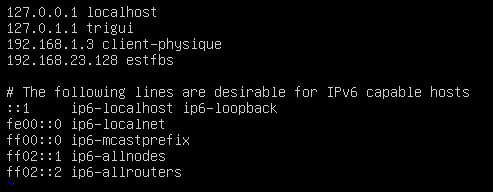 127.0.0.1 localhost
127.0.1.1 trigui
192.168.1.3 client-physique
192.168.23.128 estfbs

# The following lines are desirable for IPv6 capable hosts
::1     ip6-localhost ip6-loopback
fe00::0 ip6-localnet
ff00::0 ip6-mcastprefix
ff02::1 ip6-allnodes
ff02::2 ip6-allrouters
~